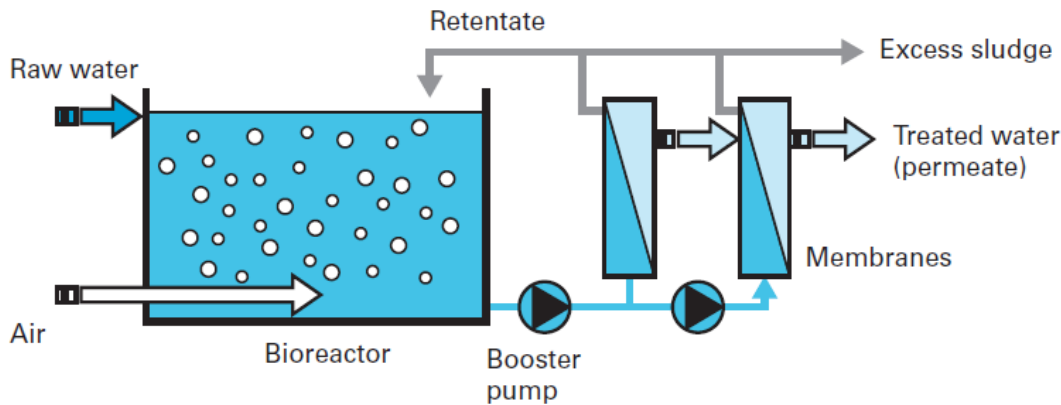 Retentate
Excess sludge
Raw water
Treated water
(permeate)
Membranes
Air
Bioreactor
Booster
pump